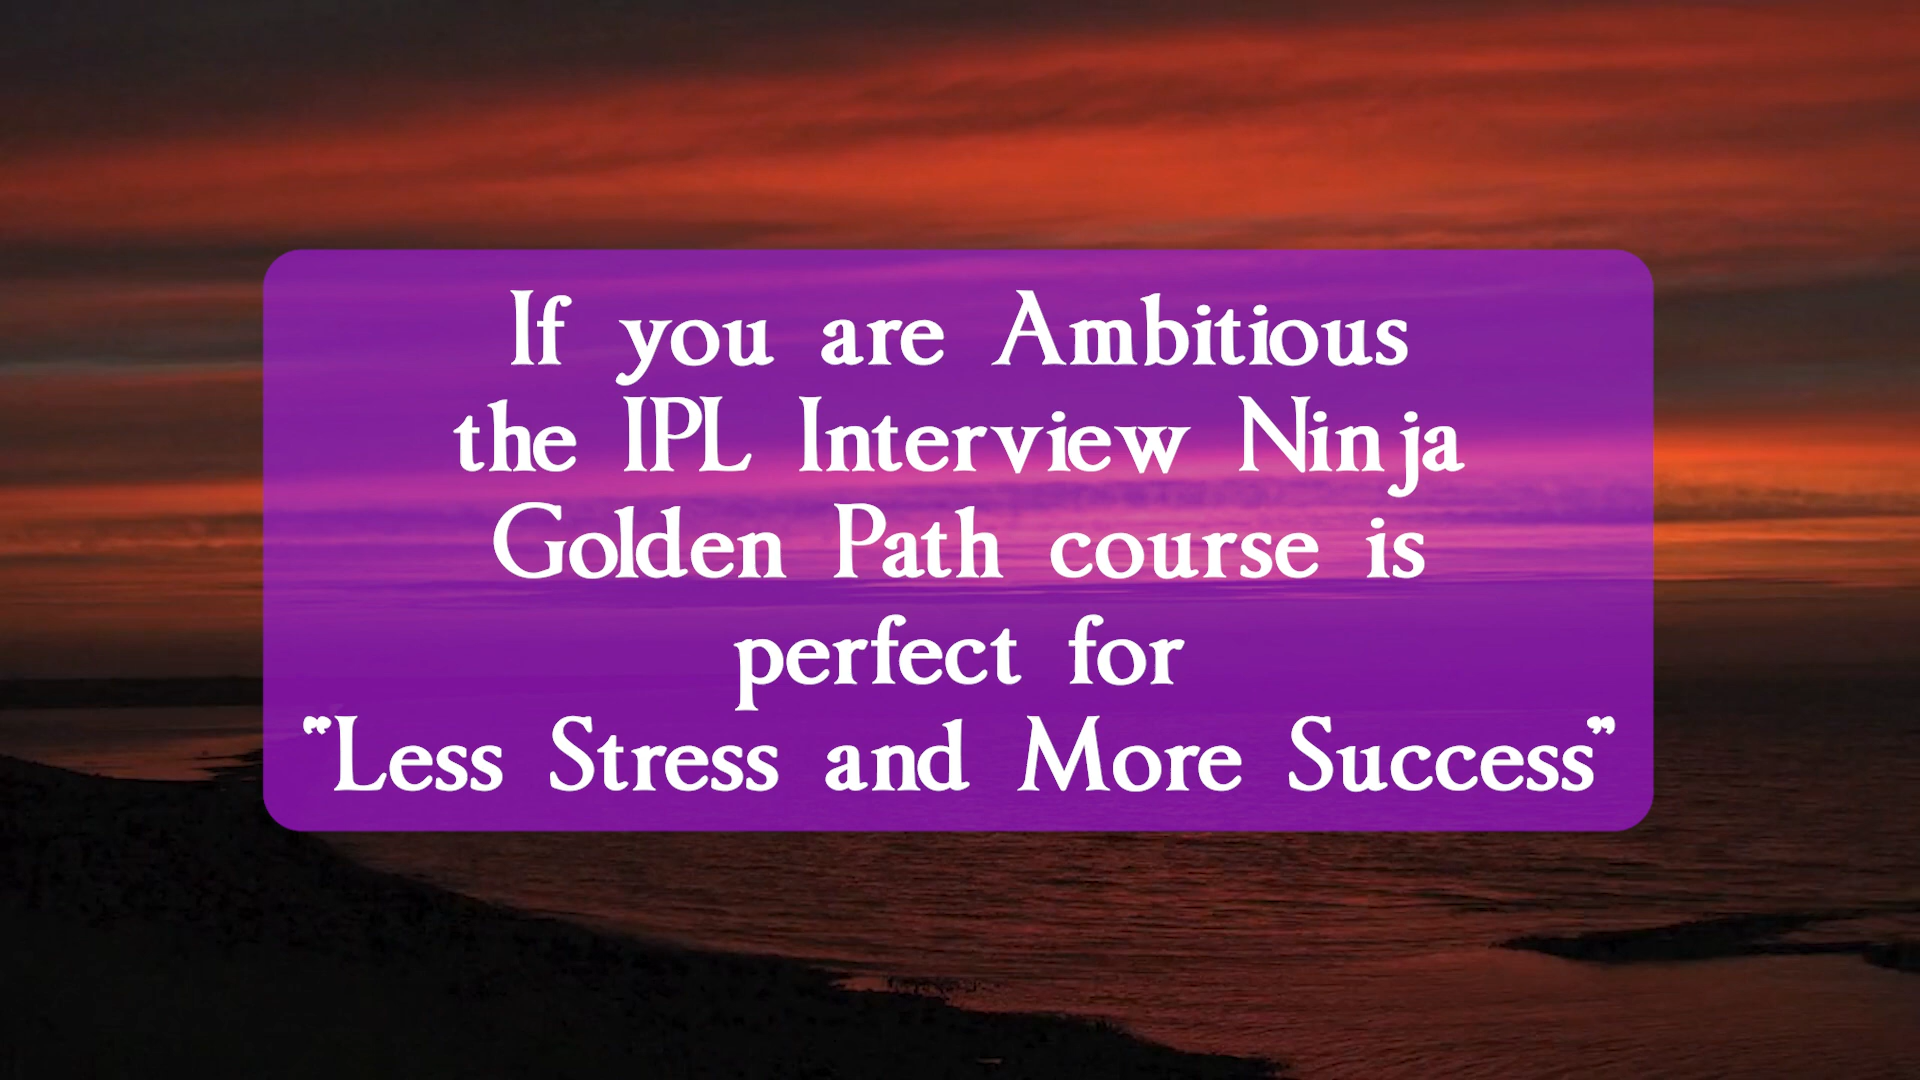 If you are Ambitious
the IPL Interview Ninja
Golden Path course is
perfect for
"Less Stress and More Success"